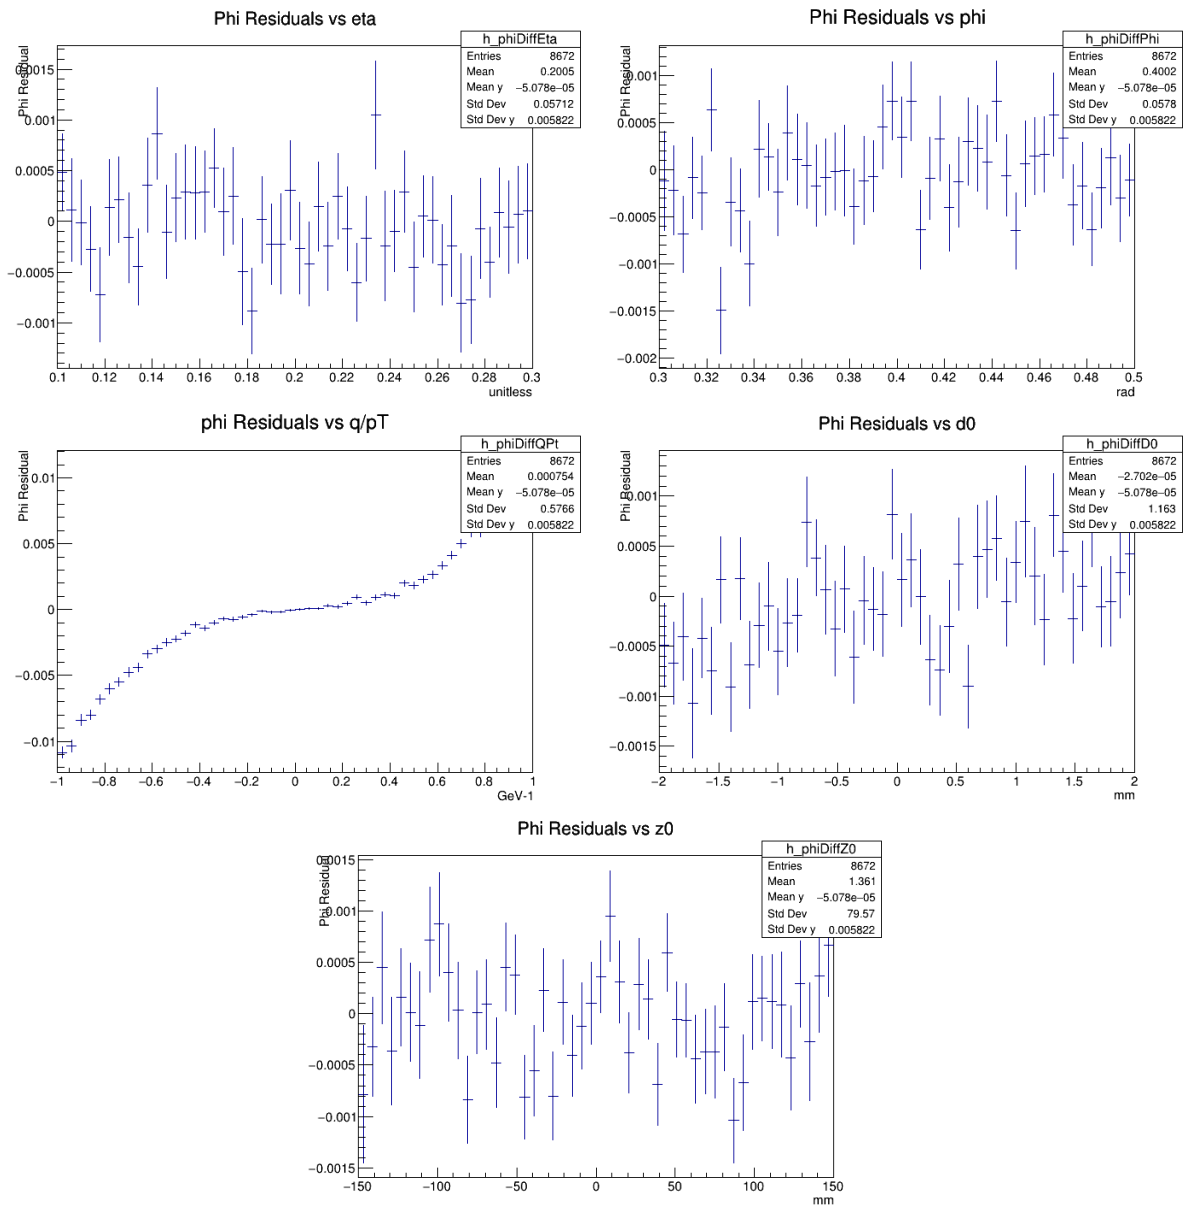 Phi Residuals vs eta
Phi Residual
h_phiDiffEta
Entries 8672
Mean 0.2005
Mean y −5.078e−05
Std Dev 0.05712
Std Dev y 0.005822
0.0015
0.001
0.0005
0
−0.0005
−0.001
0.1 0.12 0.14 0.16 0.18 0.2 0.22 0.24 0.26 0.28 0.3
unitless
Phi Residuals vs phi
Phi Residual
h_phiDiffPhi
Entries 8672
Mean 0.4002
Mean y −5.078e−05
Std Dev 0.0578
Std Dev y 0.005822
0.001
0.0005
0
−0.0005
−0.001
−0.0015
−0.002
0.3 0.32 0.34 0.36 0.38 0.4 0.42 0.44 0.46 0.48 0.5
rad
phi Residuals vs q/pT
Phi Residual
h_phiDiffQPt
Entries 8672
Mean 0.000754
Mean y −5.078e−05
Std Dev 0.5766
Std Dev y 0.005822
0.01
0.005
0
−0.005
−0.01
−1 −0.8 −0.6 −0.4 −0.2 0 0.2 0.4 0.6 0.8 1
GeV-1
Phi Residuals vs d0
Phi Residual
h_phiDiffD0
Entries 8672
Mean −2.702e−05
Mean y −5.078e−05
Std Dev 1.163
Std Dev y 0.005822
0.001
0.0005
0
−0.0005
−0.001
−0.0015
−2 −1.5 −1 −0.5 0 0.5 1 1.5 2
mm
Phi Residuals vs z0
Phi Residual
h_phiDiffZ0
Entries 8672
Mean 1.361
Mean y −5.078e−05
Std Dev 79.57
Std Dev y 0.005822
0.0015
0.001
0.0005
0
−0.0005
−0.001
−0.0015
−150 −100 −50 0 50 100 150
mm